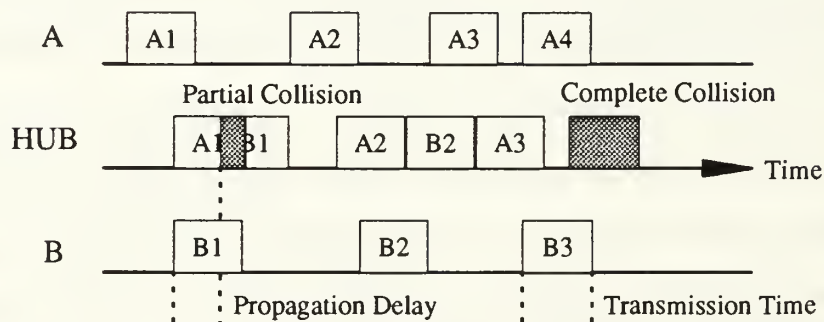 A A1 A2 A3 A4
Partial Collision Complete Collision
HUB A1 B1 A2 B2 A3
Time
B B1 B2 B3
Propagation Delay Transmission Time